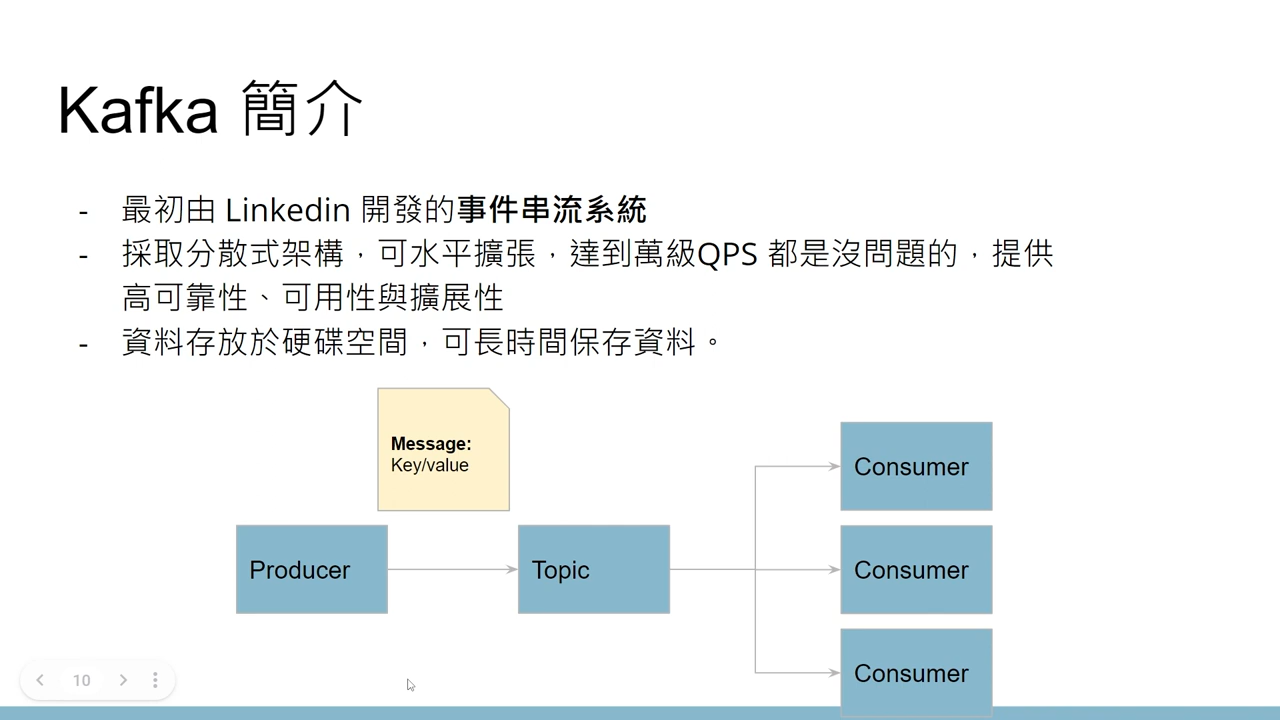 Kafka 簡介
- 最初由 Linkedin 開發的事件串流系統
- 採取分散式架構，可水平擴張，達到萬級QPS 都是沒問題的，提供
高可靠性、可用性與擴展性
- 資料存放於硬碟空間，可長時間保存資料。
Message:
Key/value
Consumer
Producer
Topic
Consumer
Consumer
10